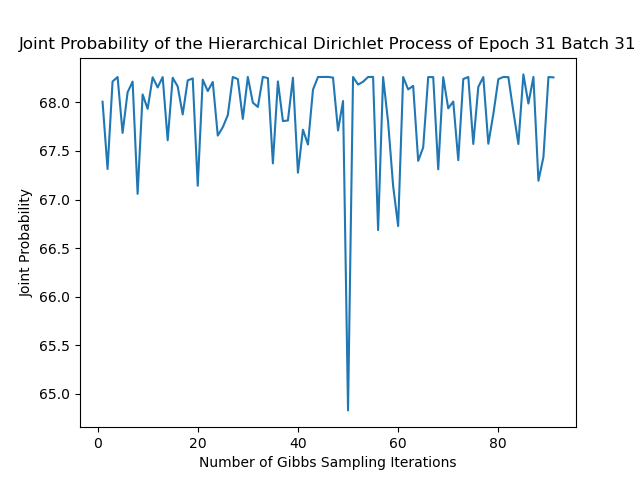 Joint Probability of the Hierarchical Dirichlet Process of Epoch 31 Batch 31
Joint Probability
68.0
67.5
67.0
66.5
66.0
65.5
65.0
0 20 40 60 80
Number of Gibbs Sampling Iterations